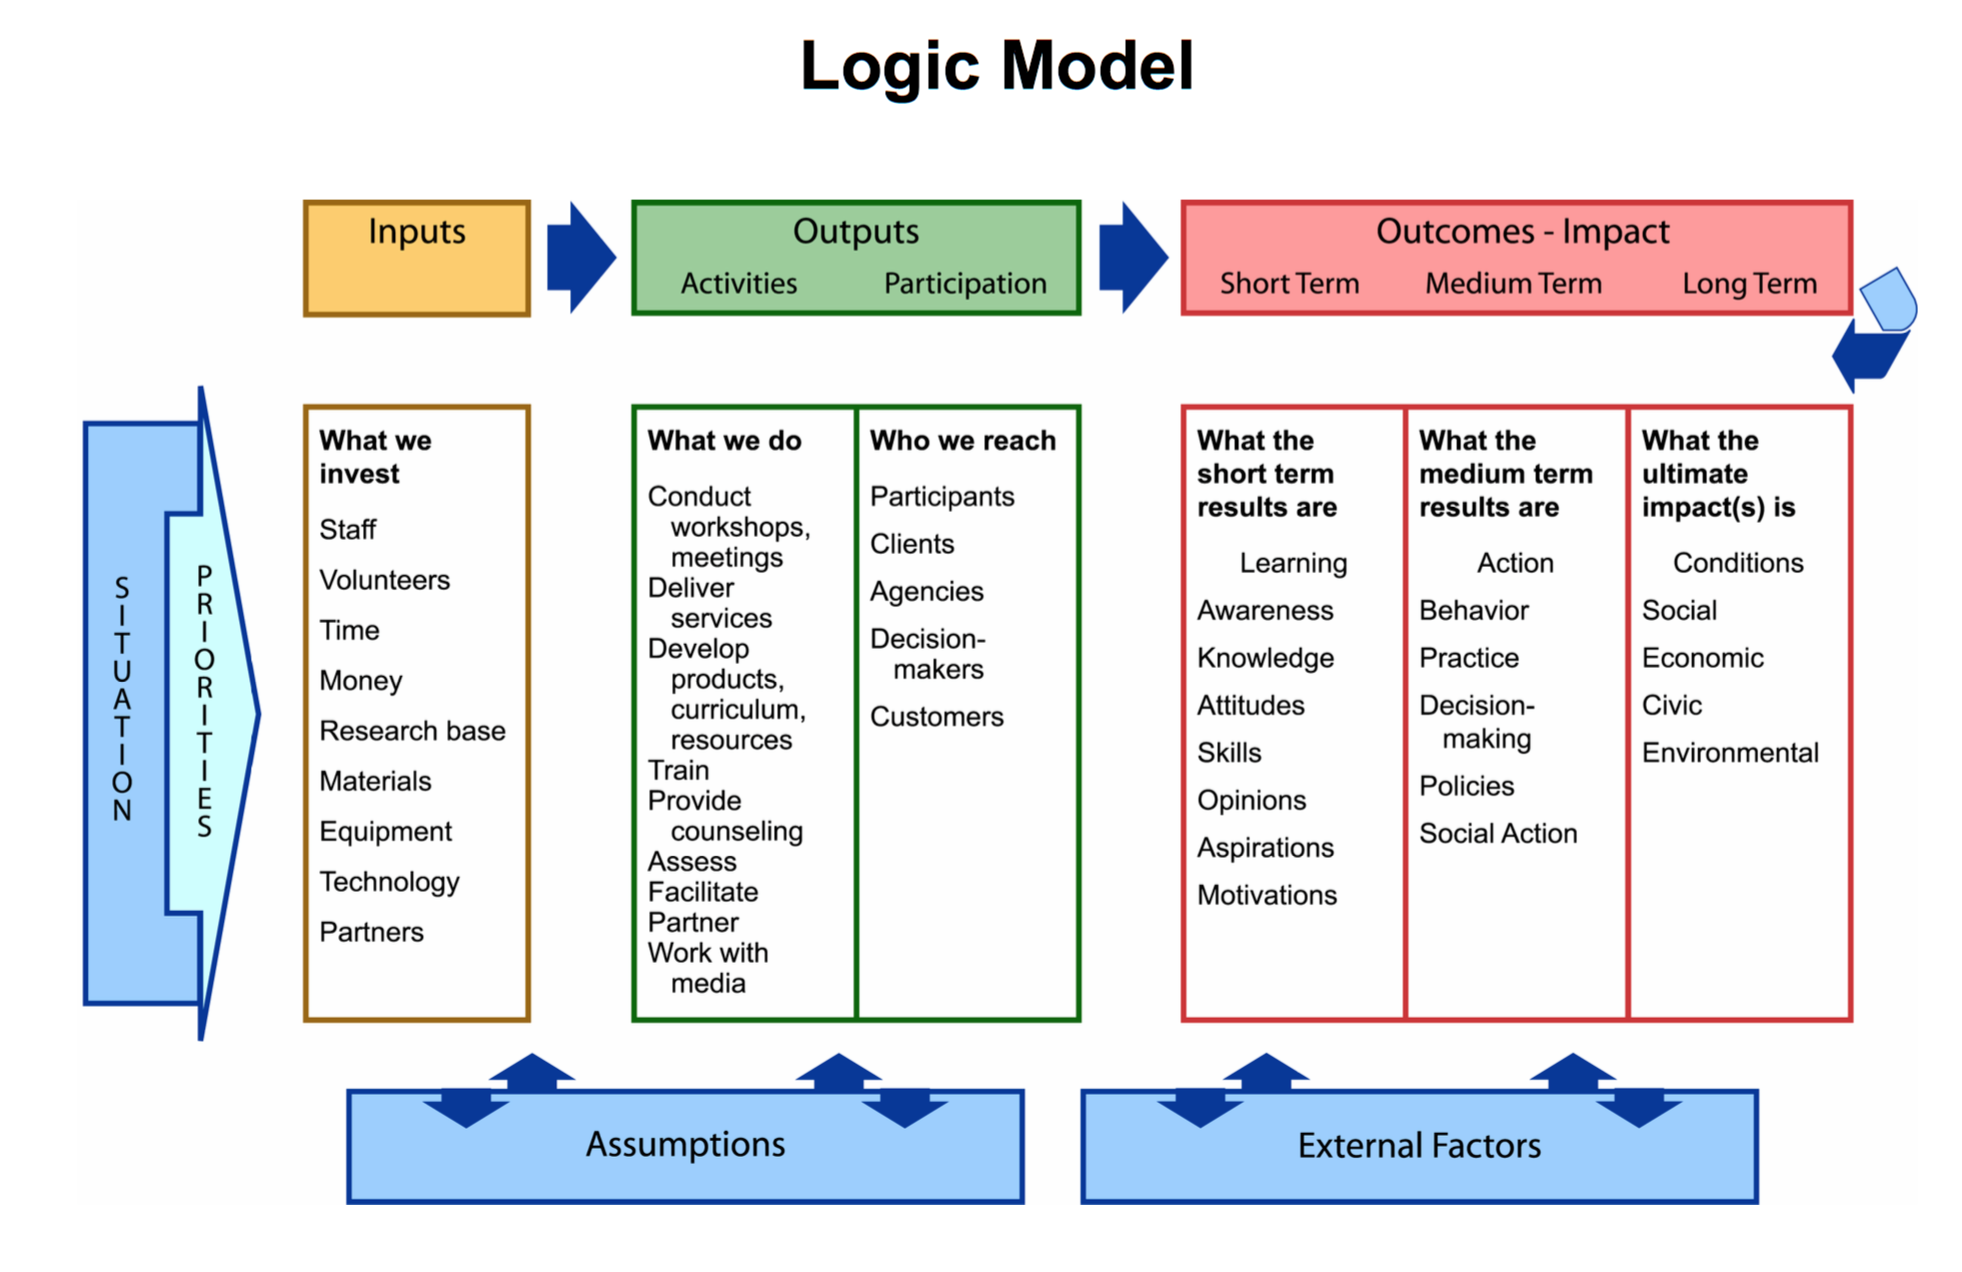 Logic Model
Inputs
Outputs
Activities Participation
Outcomes - Impact
Short Term Medium Term Long Term
SITUATION
PRIORITIES
What we
invest
Staff
Volunteers
Time
Money
Research base
Materials
Equipment
Technology
Partners
What we do
Conduct
workshops,
meetings
Deliver
services
Develop
products,
curriculum,
resources
Train
Provide
counseling
Assess
Facilitate
Partner
Work with
media
Who we reach
Participants
Clients
Agencies
Decision-
makers
Customers
What the
short term
results are
Learning
Awareness
Knowledge
Attitudes
Skills
Opinions
Aspirations
Motivations
What the
medium term
results are
Action
Behavior
Practice
Decision-
making
Policies
Social Action
What the
ultimate
impact(s) is
Conditions
Social
Economic
Civic
Environmental
Assumptions
External Factors